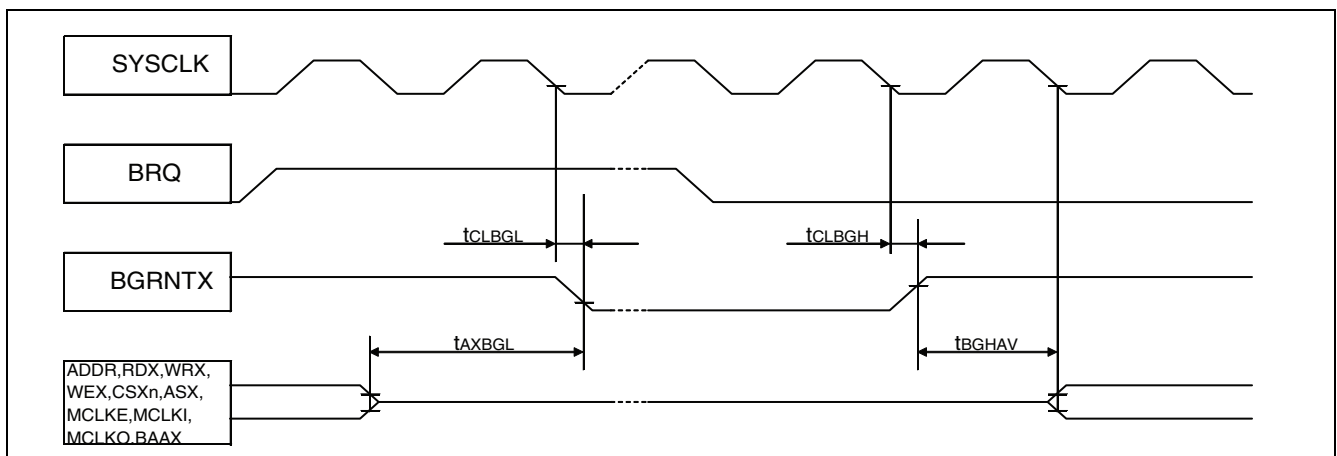 SYSCLK
BRQ
tCLBGL
tCLBGH
BGRNTX
tAXBGL
tBGHAV
ADDR,RDX,WRX,
WEX,CSXn,ASX,
MCLKE,MCLKI,
MCLKO,BAAX